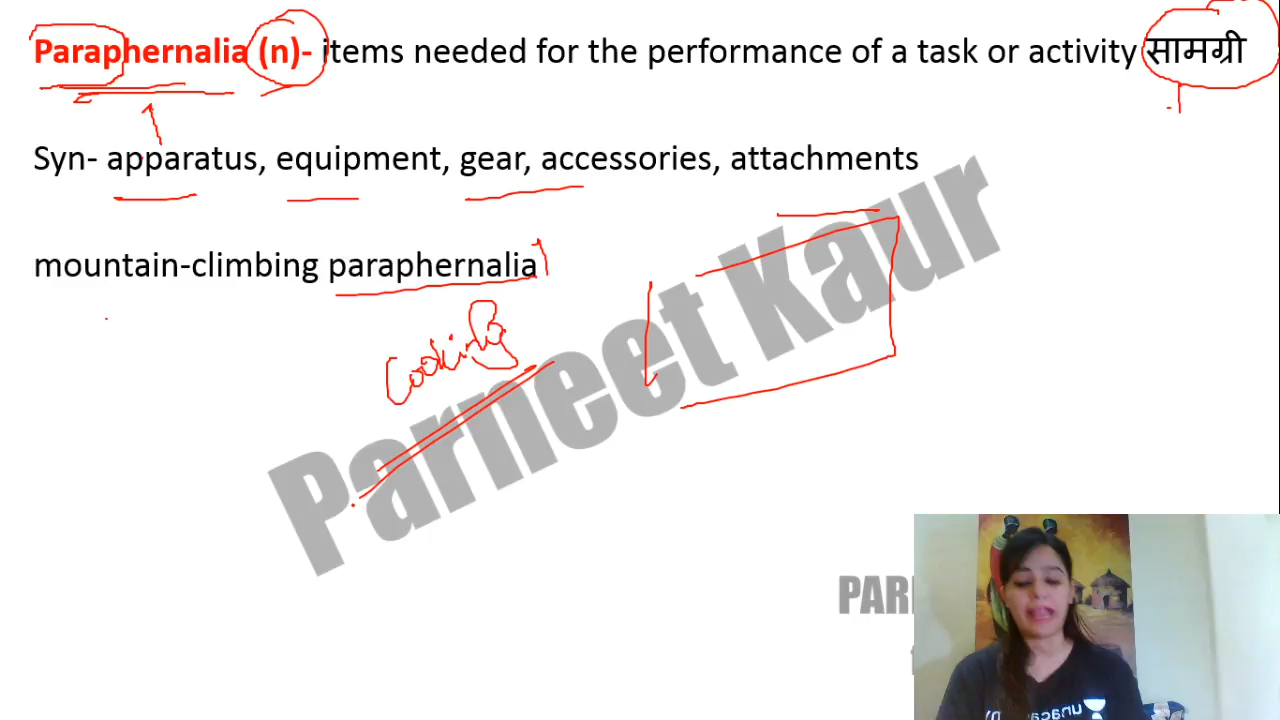 Paraphernalia (n)- items needed for the performance of a task or activity सामग्री
Syn- apparatus, equipment, gear, accessories, attachments
mountain-climbing paraphernalia
Cooking
Parneet Kaur